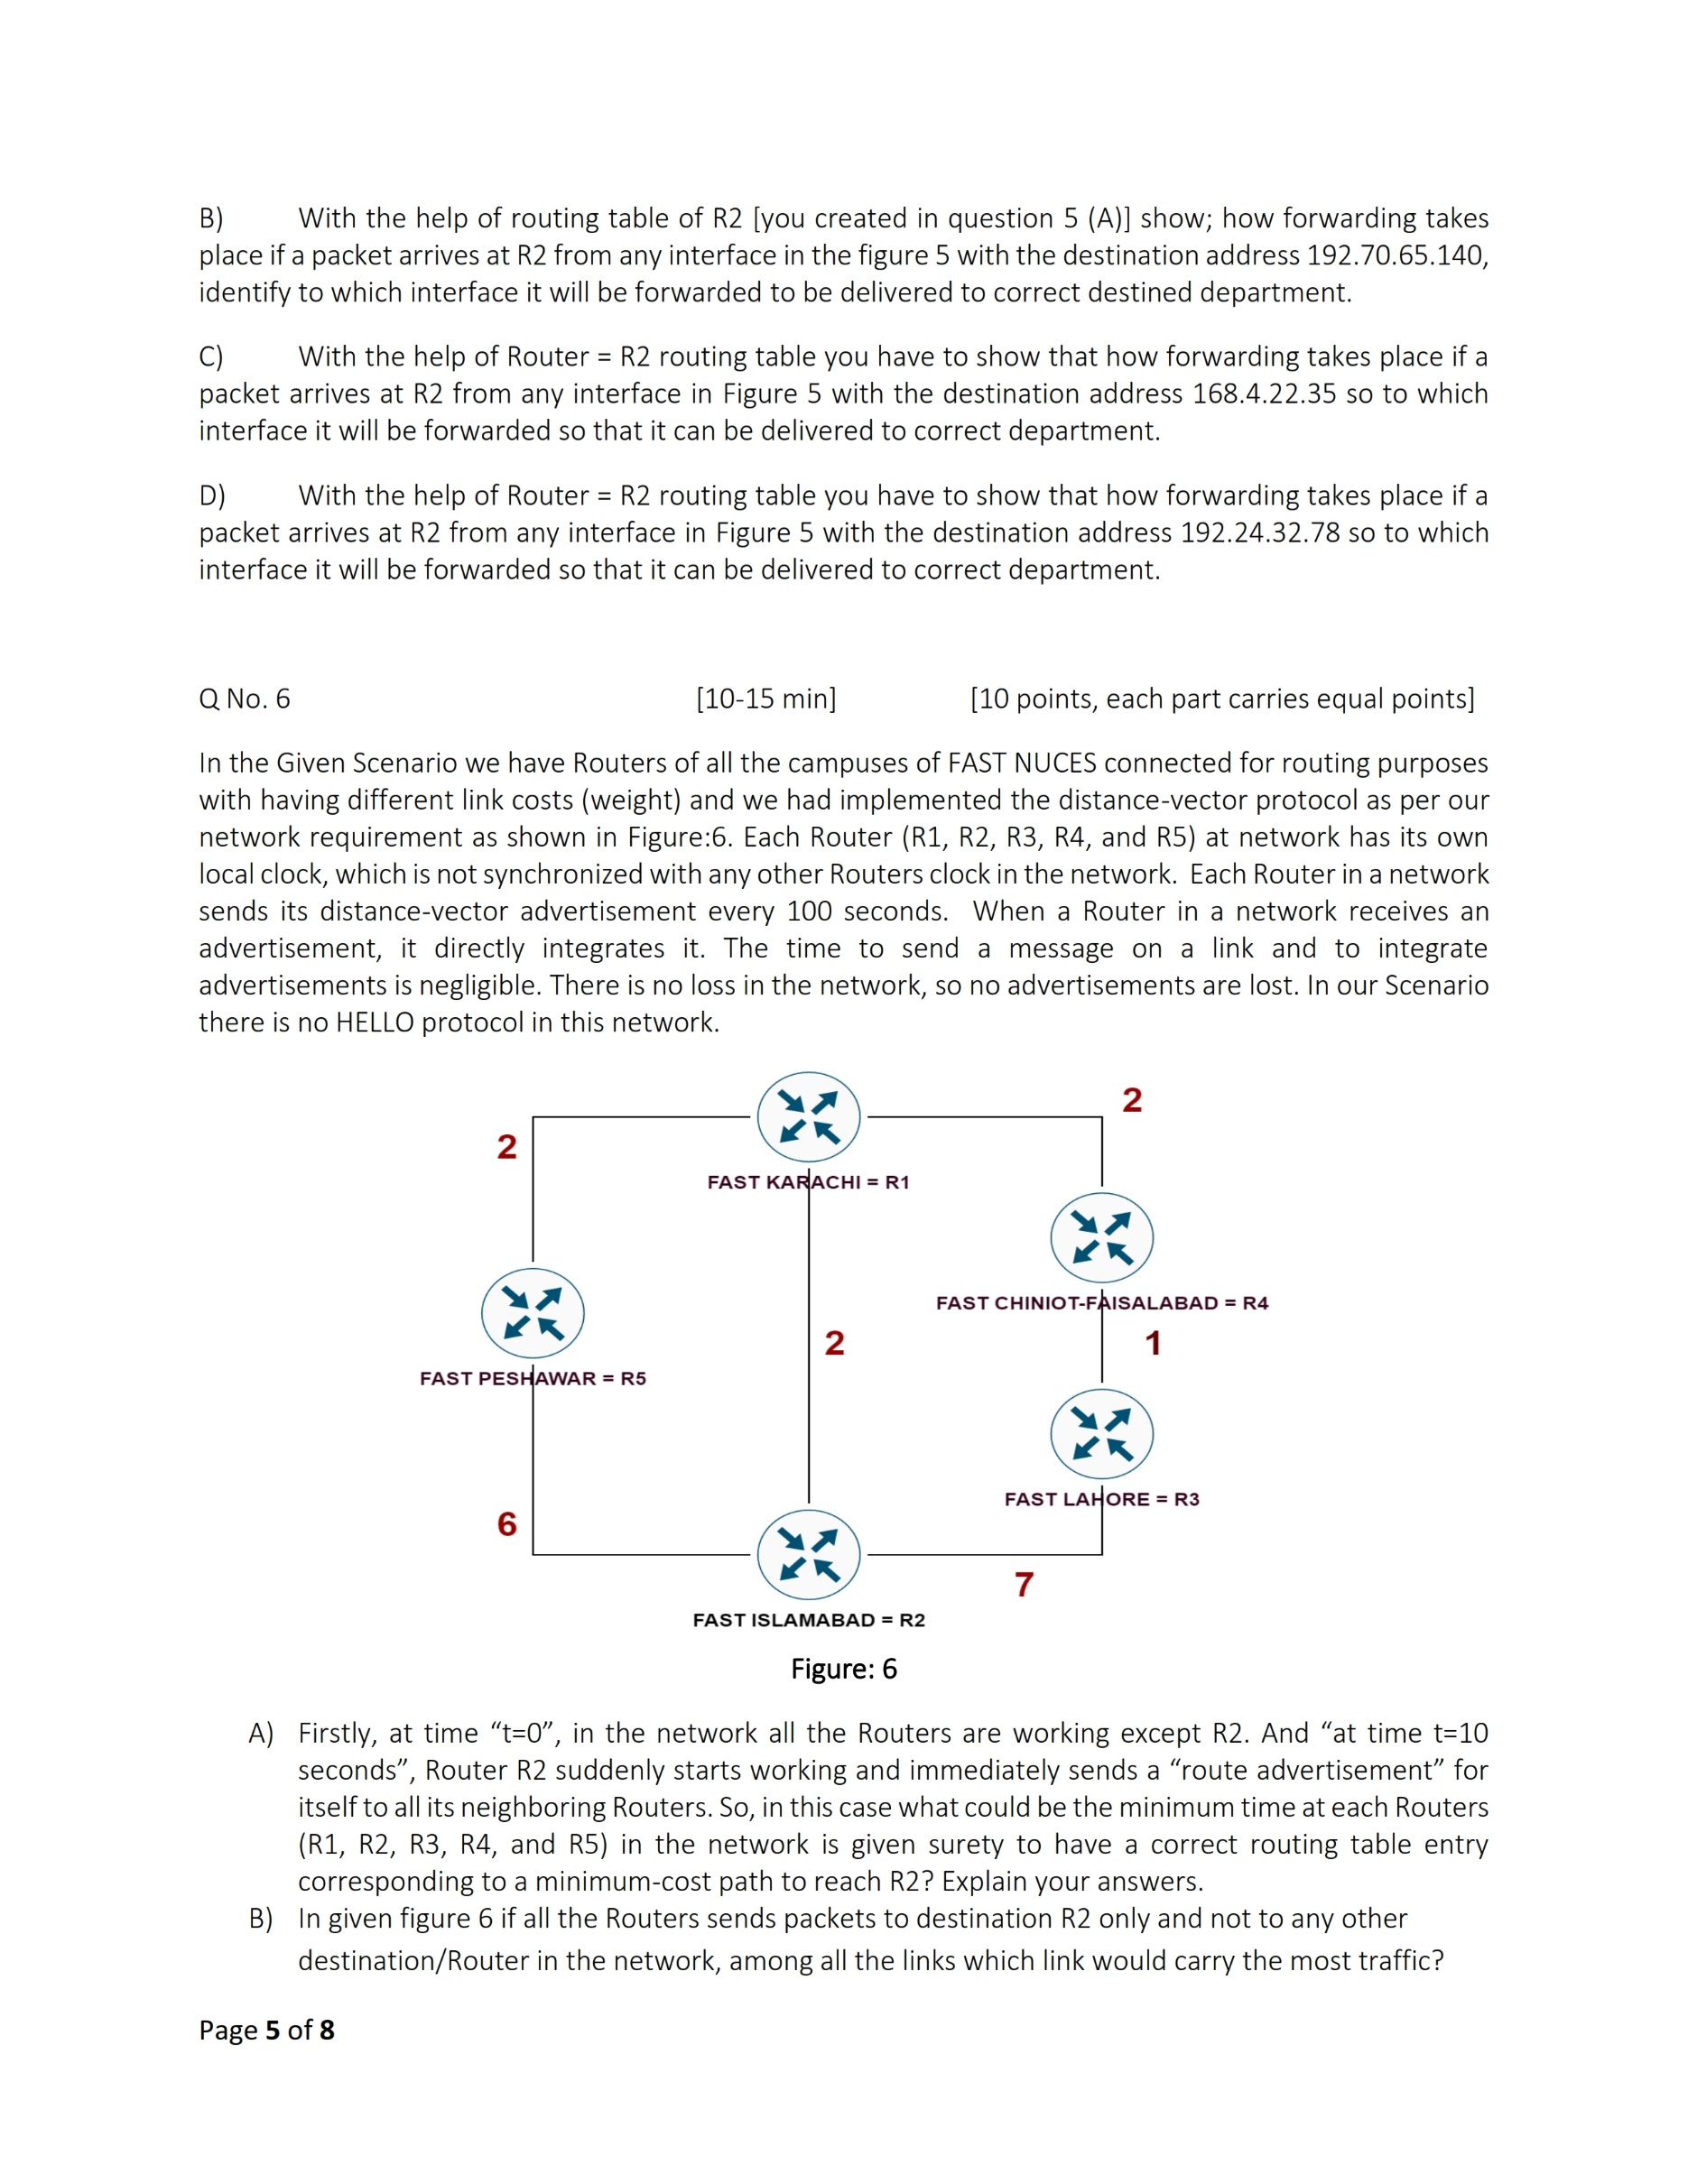 B) With the help of routing table of R2 [you created in question 5 (A)] show; how forwarding takes
place if a packet arrives at R2 from any interface in the figure 5 with the destination address 192.70.65.140,
identify to which interface it will be forwarded to be delivered to correct destined department.
C) With the help of Router = R2 routing table you have to show that how forwarding takes place if a
packet arrives at R2 from any interface in Figure 5 with the destination address 168.4.22.35 so to which
interface it will be forwarded so that it can be delivered to correct department.
D) With the help of Router = R2 routing table you have to show that how forwarding takes place if a
packet arrives at R2 from any interface in Figure 5 with the destination address 192.24.32.78 so to which
interface it will be forwarded so that it can be delivered to correct department.
Q No. 6 [10-15 min] [10 points, each part carries equal points]
In the Given Scenario we have Routers of all the campuses of FAST NUCES connected for routing purposes
with having different link costs (weight) and we had implemented the distance-vector protocol as per our
network requirement as shown in Figure:6. Each Router (R1, R2, R3, R4, and R5) at network has its own
local clock, which is not synchronized with any other Routers clock in the network. Each Router in a network
sends its distance-vector advertisement every 100 seconds. When a Router in a network receives an
advertisement, it directly integrates it. The time to send a message on a link and to integrate
advertisements is negligible. There is no loss in the network, so no advertisements are lost. In our Scenario
there is no HELLO protocol in this network.
2
2
FAST KARACHI = R1
FAST CHINIOT-FAISALABAD = R4
2
1
FAST PESHAWAR = R5
FAST LAHORE = R3
6
7
FAST ISLAMABAD = R2
Figure: 6
A) Firstly, at time “t=0”, in the network all the Routers are working except R2. And “at time t=10
seconds”, Router R2 suddenly starts working and immediately sends a “route advertisement” for
itself to all its neighboring Routers. So, in this case what could be the minimum time at each Routers
(R1, R2, R3, R4, and R5) in the network is given surety to have a correct routing table entry
corresponding to a minimum-cost path to reach R2? Explain your answers.
B) In given figure 6 if all the Routers sends packets to destination R2 only and not to any other
destination/Router in the network, among all the links which link would carry the most traffic?
Page 5 of 8